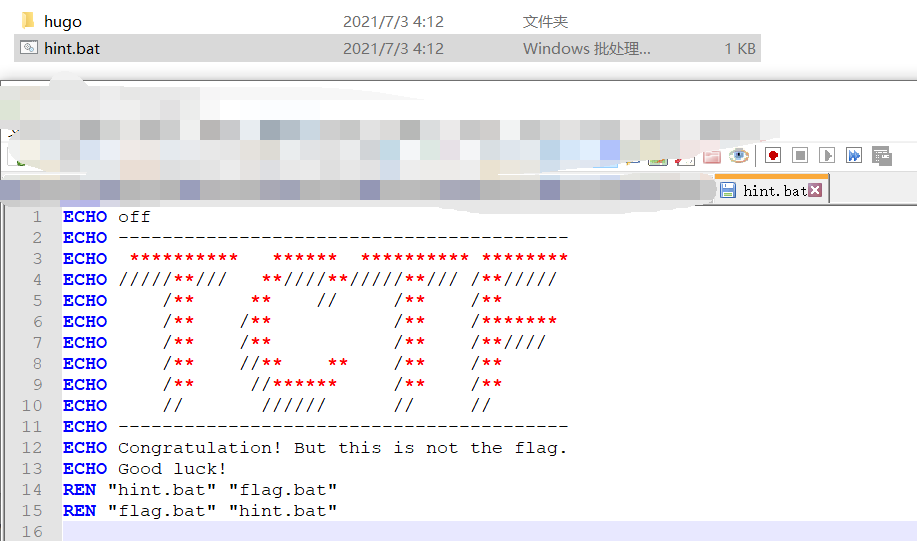 hugo 2021/7/3 4:12 文件夹
hint.bat 2021/7/3 4:12 Windows 批处理... 1 KB
hint.bat
1 ECHO off
2 ECHO -----------------------------------------
3 ECHO  **********   ******  ********** ********
4 ECHO /////**///   **////**/////**/// /**/////
5 ECHO     /**     **    //     /**    /**
6 ECHO     /**    /**           /**    /*******
7 ECHO     /**    /**           /**    /**////
8 ECHO     /**    //**    **    /**    /**
9 ECHO     /**     //******     /**    /**
10 ECHO     //       //////     //     //
11 ECHO -----------------------------------------
12 ECHO Congratulation! But this is not the flag.
13 ECHO Good luck!
14 REN "hint.bat" "flag.bat"
15 REN "flag.bat" "hint.bat"
16